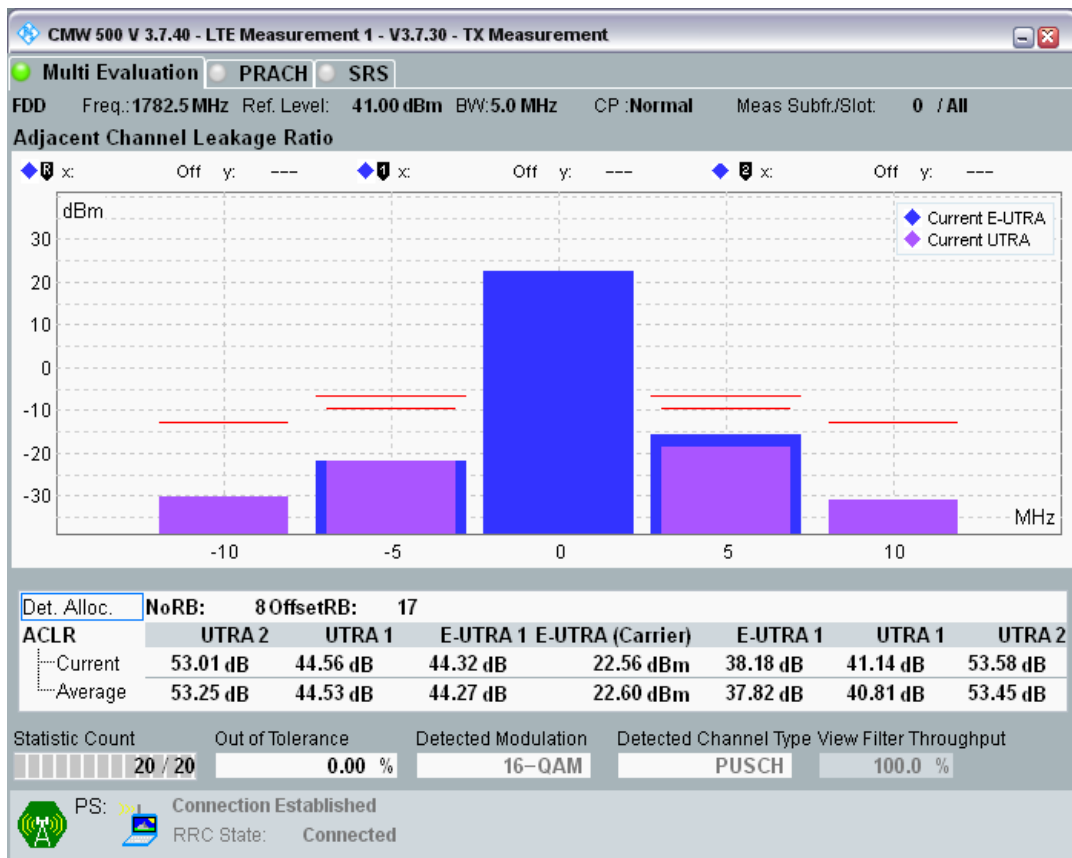 CMW 500 V 3.7.40 - LTE Measurement 1 - V3.7.30 - TX Measurement
Multi Evaluation PRACH SRS
FDD Freq.:1782.5 MHz Ref. Level: 41.00 dBm BW:5.0 MHz CP :Normal Meas Subfr./Slot: 0 / All
Adjacent Channel Leakage Ratio
R x: Off y: --- 1 x: Off y: --- 2 x: Off y: ---
dBm
Current E-UTRA
Current UTRA
30
20
10
0
-10
-20
-30
MHz
-10 -5 0 5 10
Det. Alloc. NoRB: 8 OffsetRB: 17
ACLR UTRA 2 UTRA 1 E-UTRA 1 E-UTRA (Carrier) E-UTRA 1 UTRA 1 UTRA 2
Current 53.01 dB 44.56 dB 44.32 dB 22.56 dBm 38.18 dB 41.14 dB 53.58 dB
Average 53.25 dB 44.53 dB 44.27 dB 22.60 dBm 37.82 dB 40.81 dB 53.45 dB
Statistic Count Out of Tolerance Detected Modulation Detected Channel Type View Filter Throughput
20 / 20 0.00 % 16-QAM PUSCH 100.0 %
PS: Connection Established
RRC State: Connected